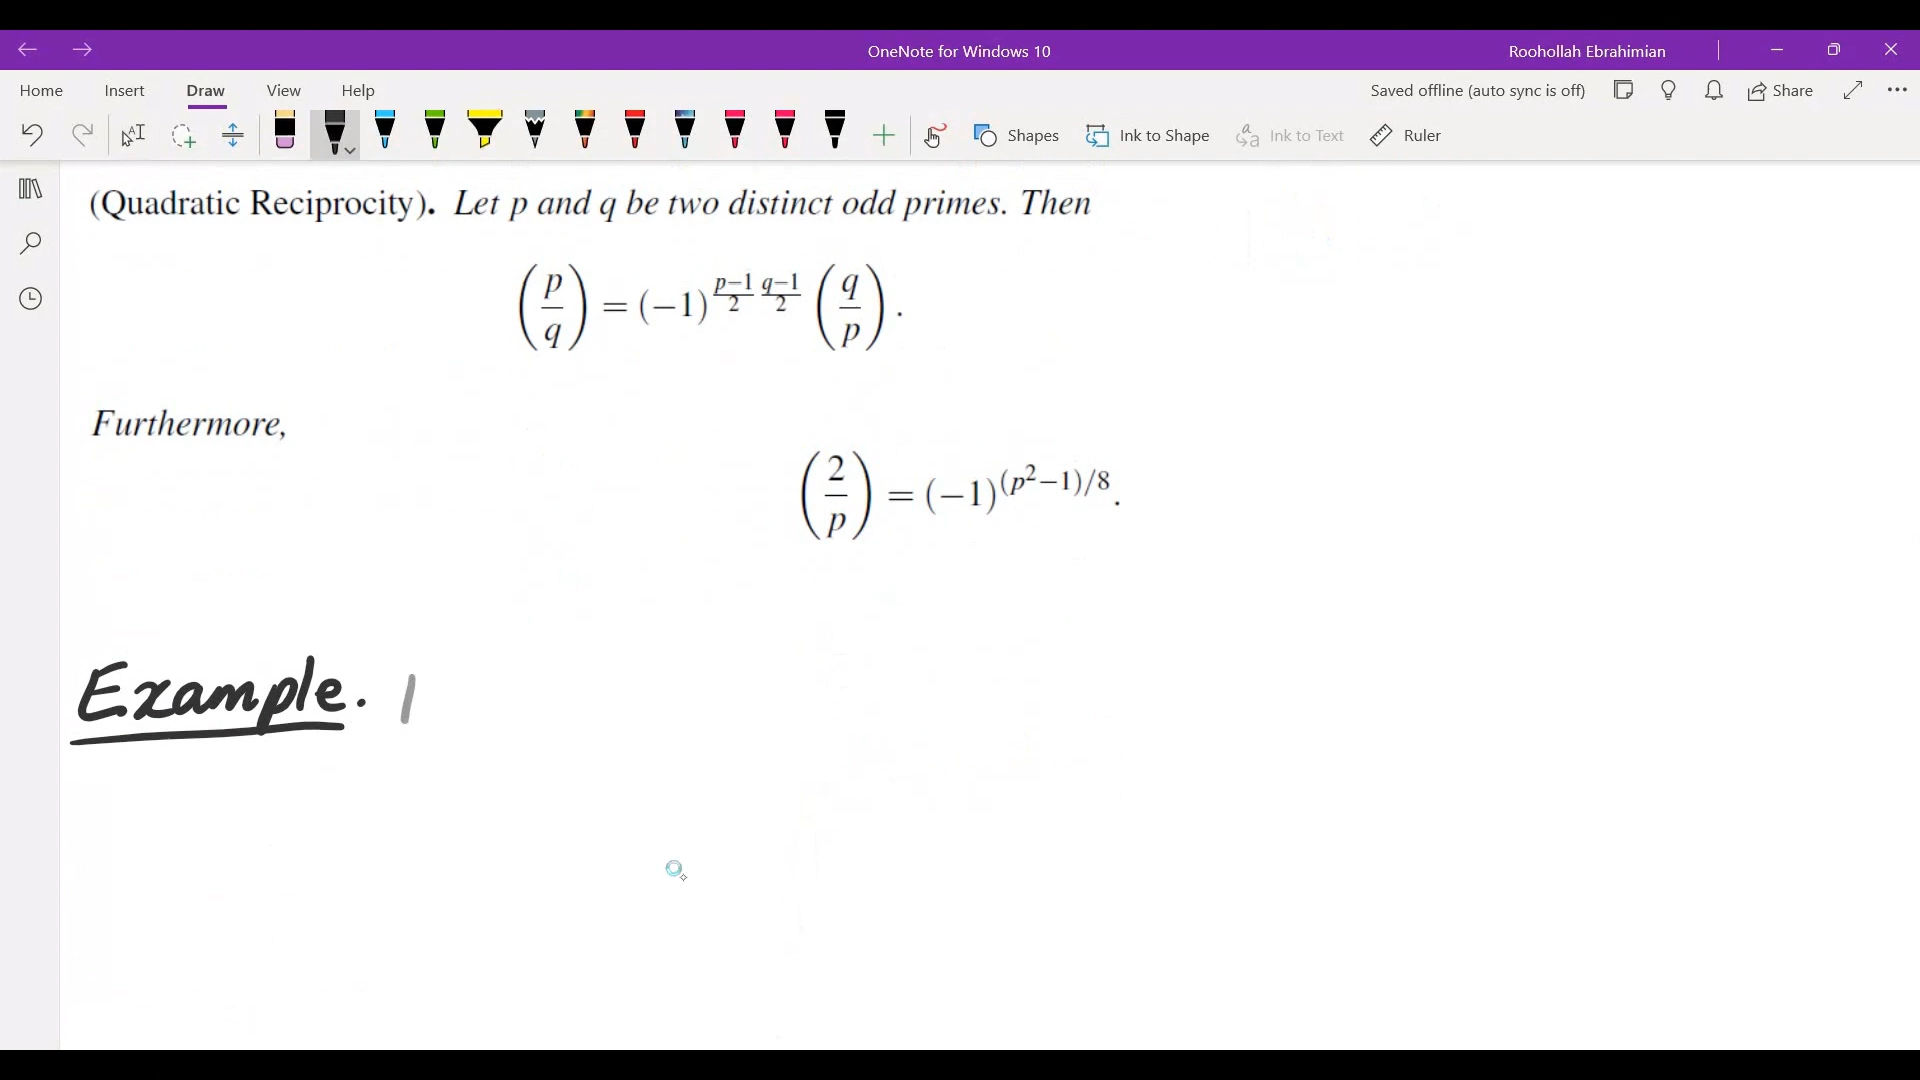 OneNote for Windows 10
Roohollah Ebrahimian
Home Insert Draw View Help
Saved offline (auto sync is off)
Share
Shapes
Ink to Shape
Ink to Text
Ruler
(Quadratic Reciprocity). Let p and q be two distinct odd primes. Then
(p/q) = (−1)^{(p−1)/2 (q−1)/2} (q/p).
Furthermore,
(2/p) = (−1)^{(p²−1)/8}.
Example.